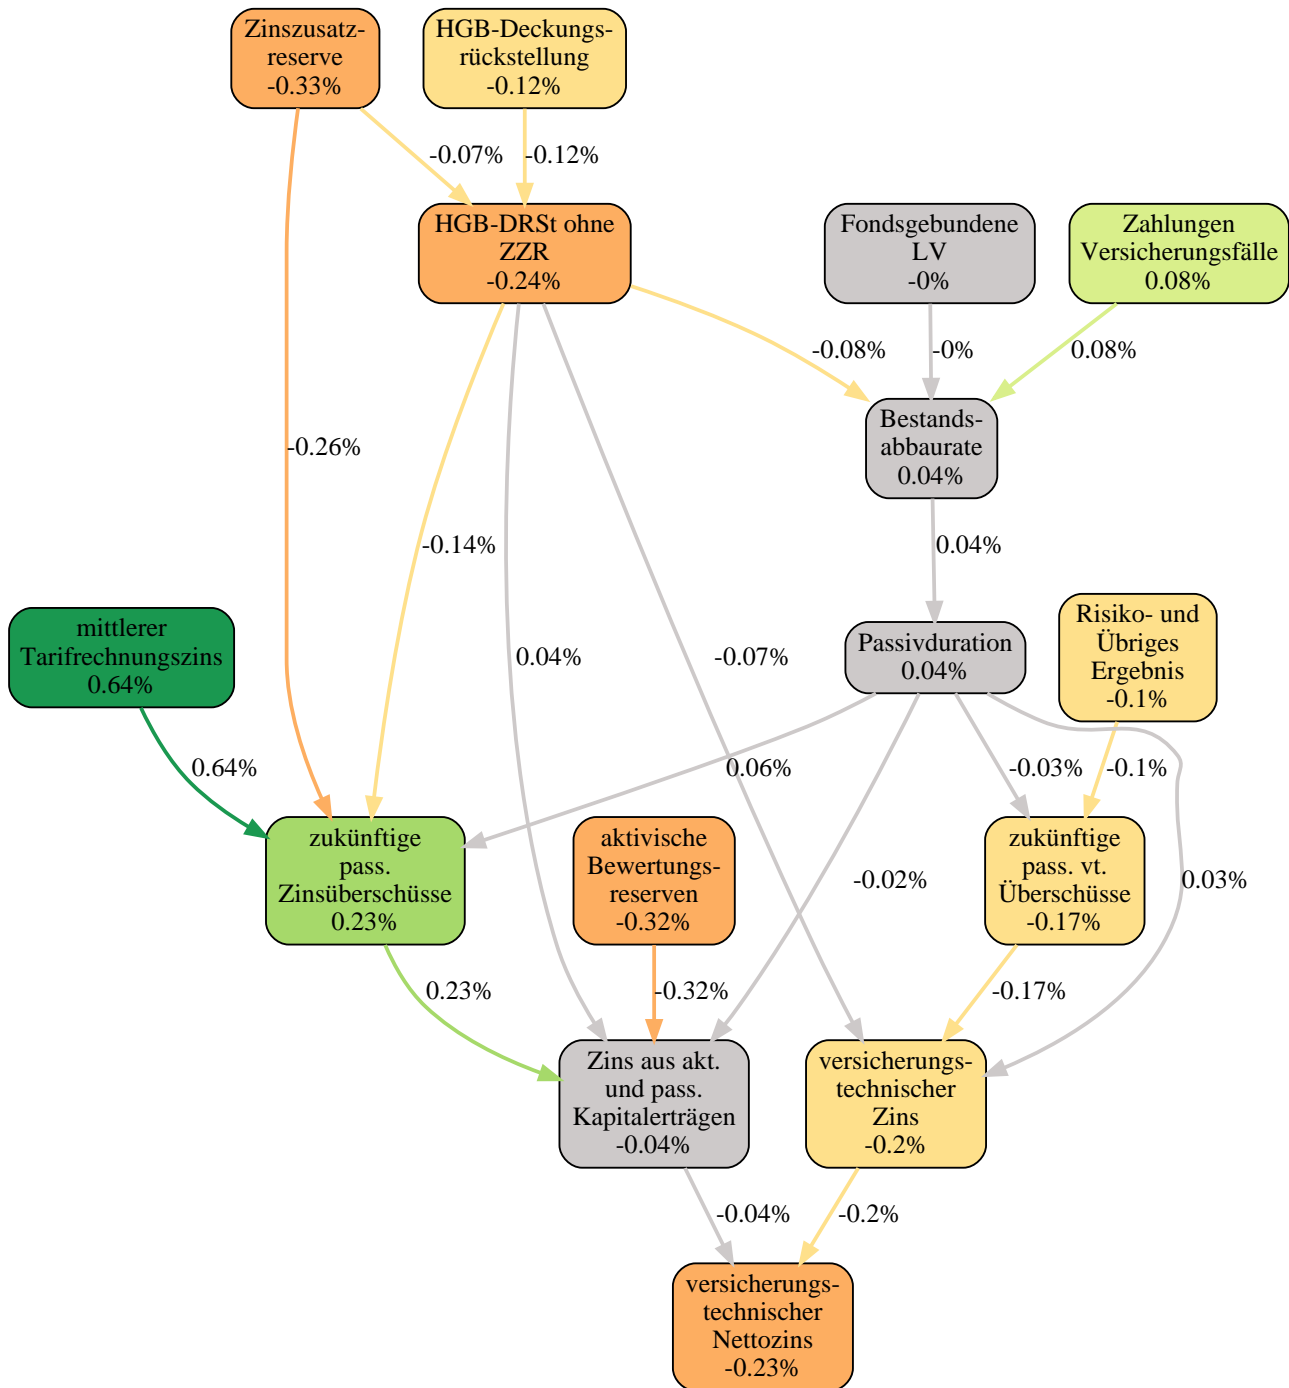 Zinszusatz-
reserve
-0.33%
HGB-Deckungs-
rückstellung
-0.12%
-0.07%
-0.12%
HGB-DRSt ohne
ZZR
-0.24%
Fondsgebundene
LV
-0%
Zahlungen
Versicherungsfälle
0.08%
-0.08%
-0%
0.08%
Bestands-
abbaurate
0.04%
-0.26%
-0.14%
0.04%
mittlerer
Tarifrechnungszins
0.64%
0.04%
-0.07%
Passivduration
0.04%
Risiko- und
Übriges
Ergebnis
-0.1%
0.64%
0.06%
-0.03%
-0.1%
zukünftige
pass.
Zinsüberschüsse
0.23%
aktivische
Bewertungs-
reserven
-0.32%
-0.02%
zukünftige
pass. vt.
Überschüsse
-0.17%
0.03%
0.23%
-0.32%
-0.17%
Zins aus akt.
und pass.
Kapitalerträgen
-0.04%
versicherungs-
technischer
Zins
-0.2%
-0.04%
-0.2%
versicherungs-
technischer
Nettozins
-0.23%